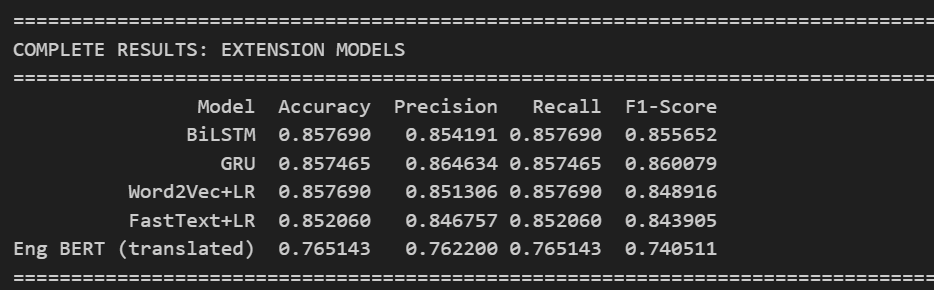 ================================================================================
COMPLETE RESULTS: EXTENSION MODELS
================================================================================
Model Accuracy Precision Recall F1-Score
BiLSTM 0.857690 0.854191 0.857690 0.855652
GRU 0.857465 0.864634 0.857465 0.860079
Word2Vec+LR 0.857690 0.851306 0.857690 0.848916
FastText+LR 0.852060 0.846757 0.852060 0.843905
Eng BERT (translated) 0.765143 0.762200 0.765143 0.740511
================================================================================